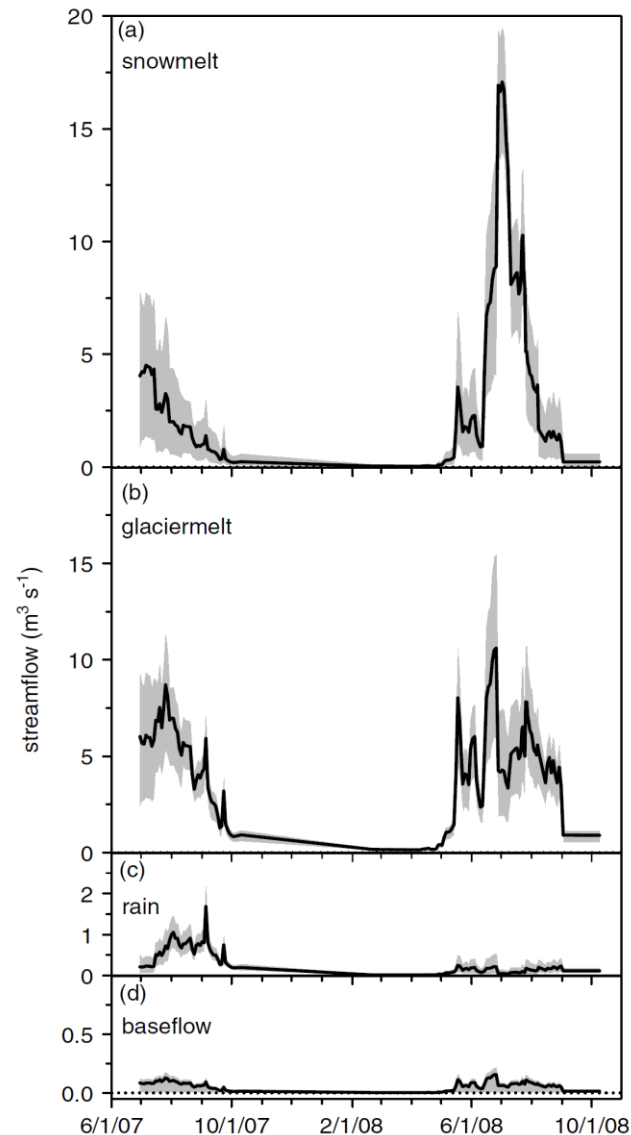 (a)
snowmelt
20
15
10
5
0
(b)
glaciermelt
15
10
5
0
streamflow (m³ s⁻¹)
(c)
rain
2
1
0
(d)
baseflow
0.5
0.0
6/1/07 10/1/07 2/1/08 6/1/08 10/1/08